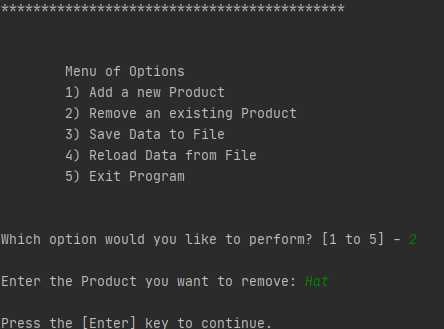 *******************************************
Menu of Options
1) Add a new Product
2) Remove an existing Product
3) Save Data to File
4) Reload Data from File
5) Exit Program
Which option would you like to perform? [1 to 5] - 2
Enter the Product you want to remove: Hat
Press the [Enter] key to continue.